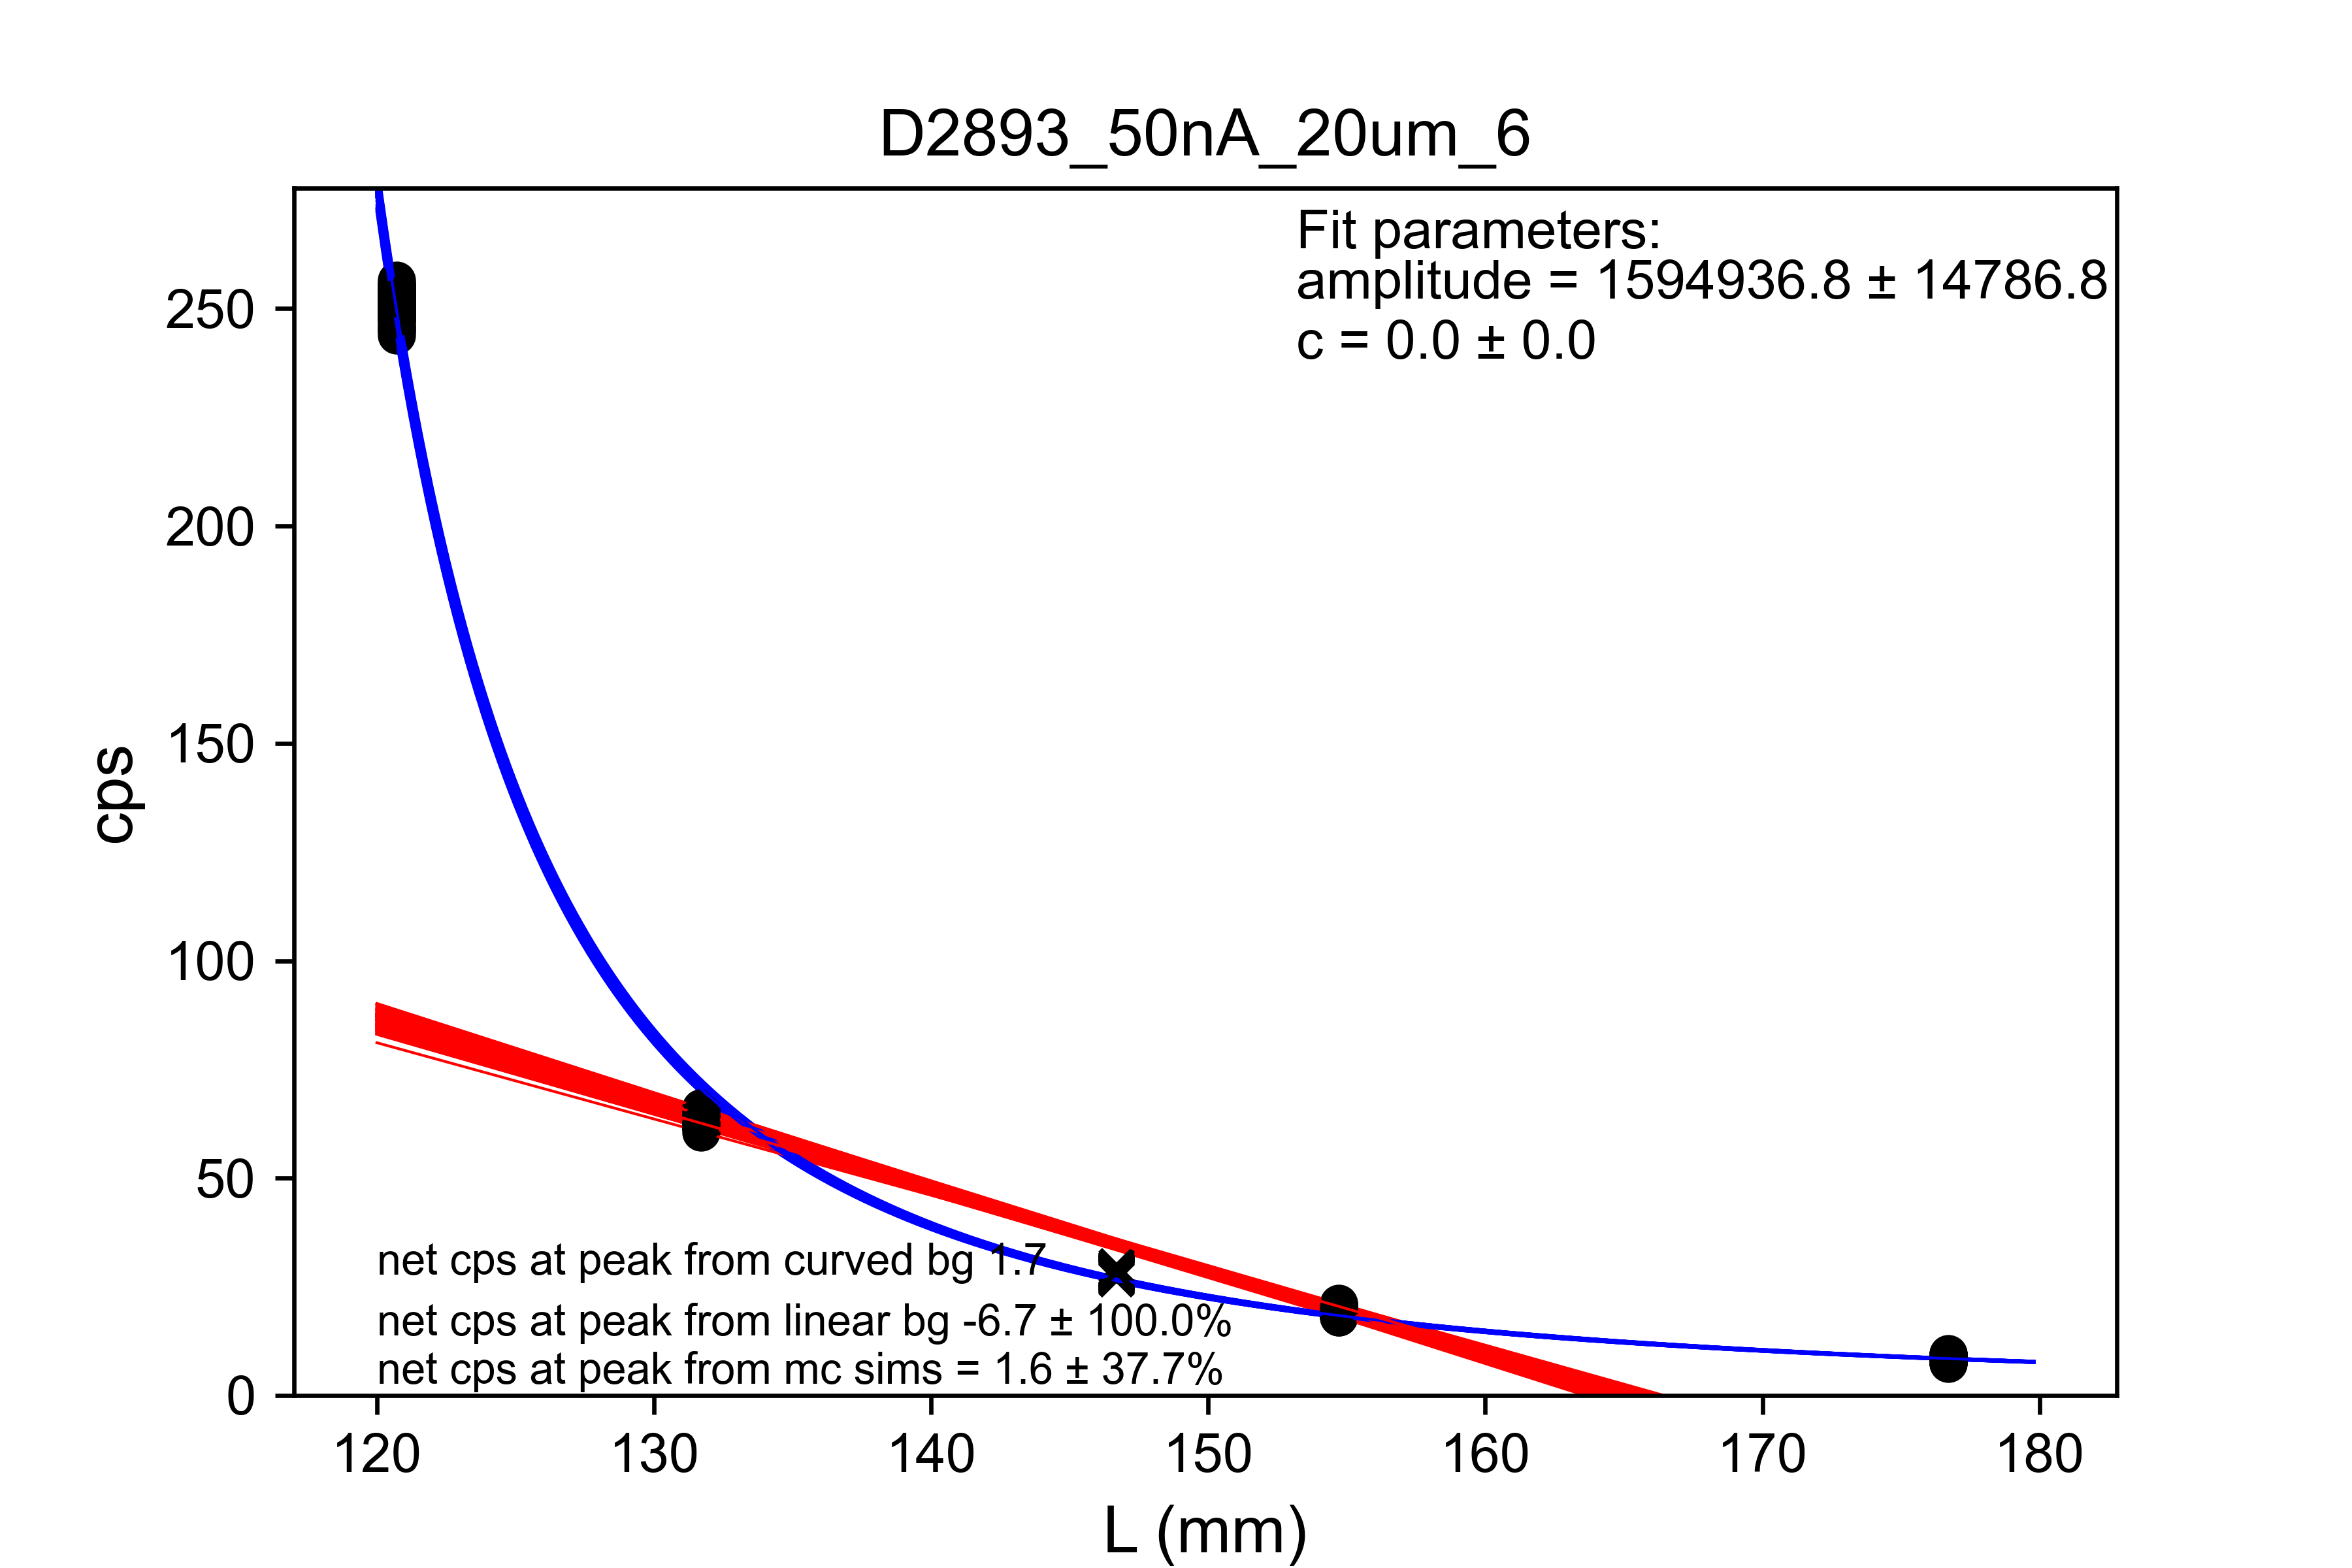 D2893_50nA_20um_6
Fit parameters:
amplitude = 1594936.8 ± 14786.8
c = 0.0 ± 0.0
250
200
150
100
50
0
cps
net cps at peak from curved bg 1.7
net cps at peak from linear bg -6.7 ± 100.0%
net cps at peak from mc sims = 1.6 ± 37.7%
120 130 140 150 160 170 180
L (mm)